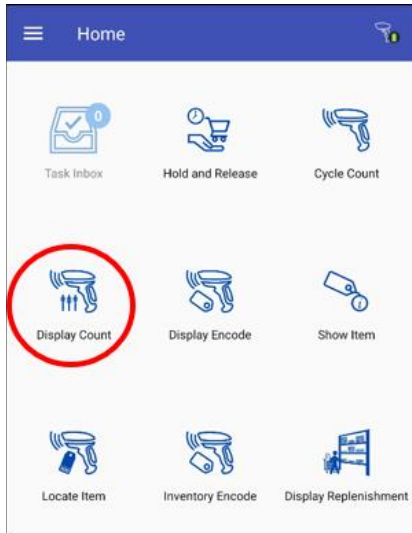 Home
0
Task Inbox
Hold and Release
Cycle Count
Display Count
Display Encode
Show Item
i
Locate Item
Inventory Encode
Display Replenishment